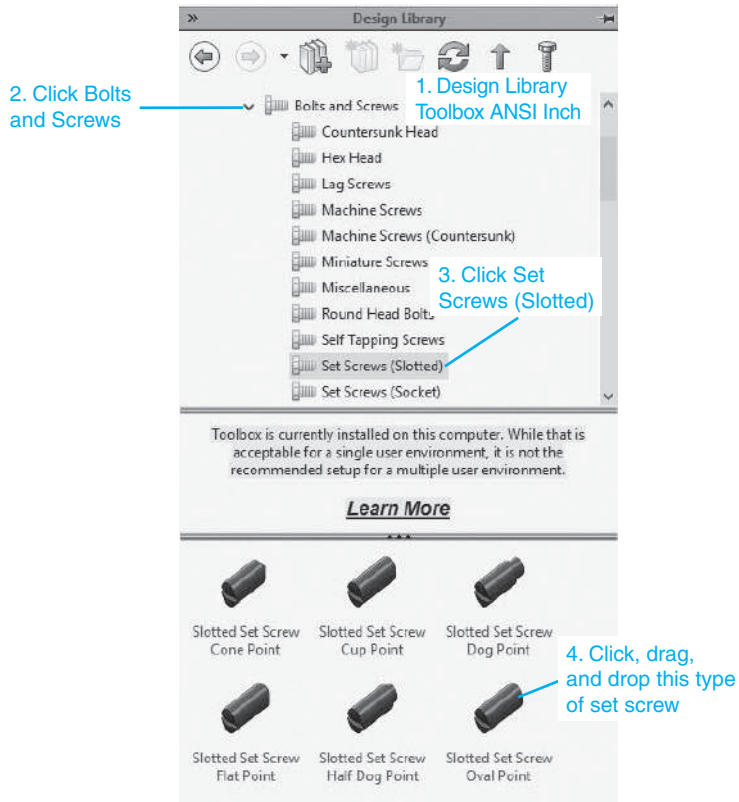 »
Design Library
1. Design Library
Toolbox ANSI Inch
2. Click Bolts
and Screws
Bolts and Screws
Countersunk Head
Hex Head
Lag Screws
Machine Screws
Machine Screws (Countersunk)
Miniature Screws
3. Click Set
Screws (Slotted)
Miscellaneous
Round Head Bolts
Self Tapping Screws
Set Screws (Slotted)
Set Screws (Socket)
Toolbox is currently installed on this computer. While that is
acceptable for a single user environment, it is not the
recommended setup for a multiple user environment.
Learn More
Slotted Set Screw
Cone Point
Slotted Set Screw
Cup Point
Slotted Set Screw
Dog Point
4. Click, drag,
and drop this type
of set screw
Slotted Set Screw
Flat Point
Slotted Set Screw
Half Dog Point
Slotted Set Screw
Oval Point